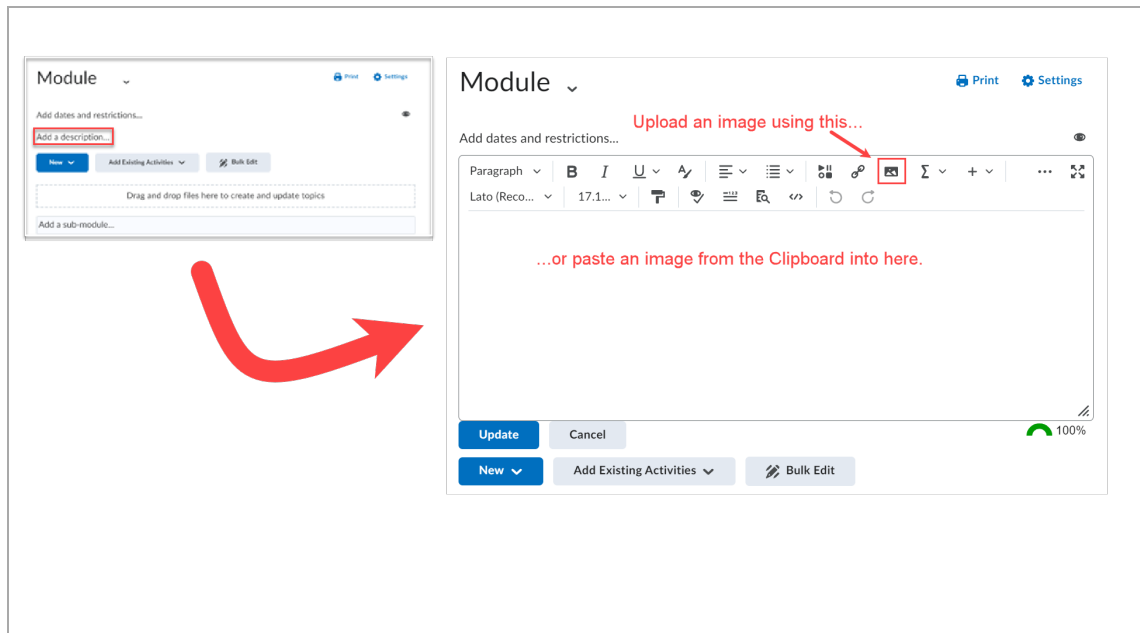 Module
Print Settings
Add dates and restrictions...
Add a description...
New Add Existing Activities Bulk Edit
Drag and drop files here to create and update topics
Add a sub-module...
Module
Print Settings
Upload an image using this...
Add dates and restrictions...
Paragraph B I U A Σ + ...
Lato (Reco... 17.1...
...or paste an image from the Clipboard into here.
Update Cancel 100%
New Add Existing Activities Bulk Edit